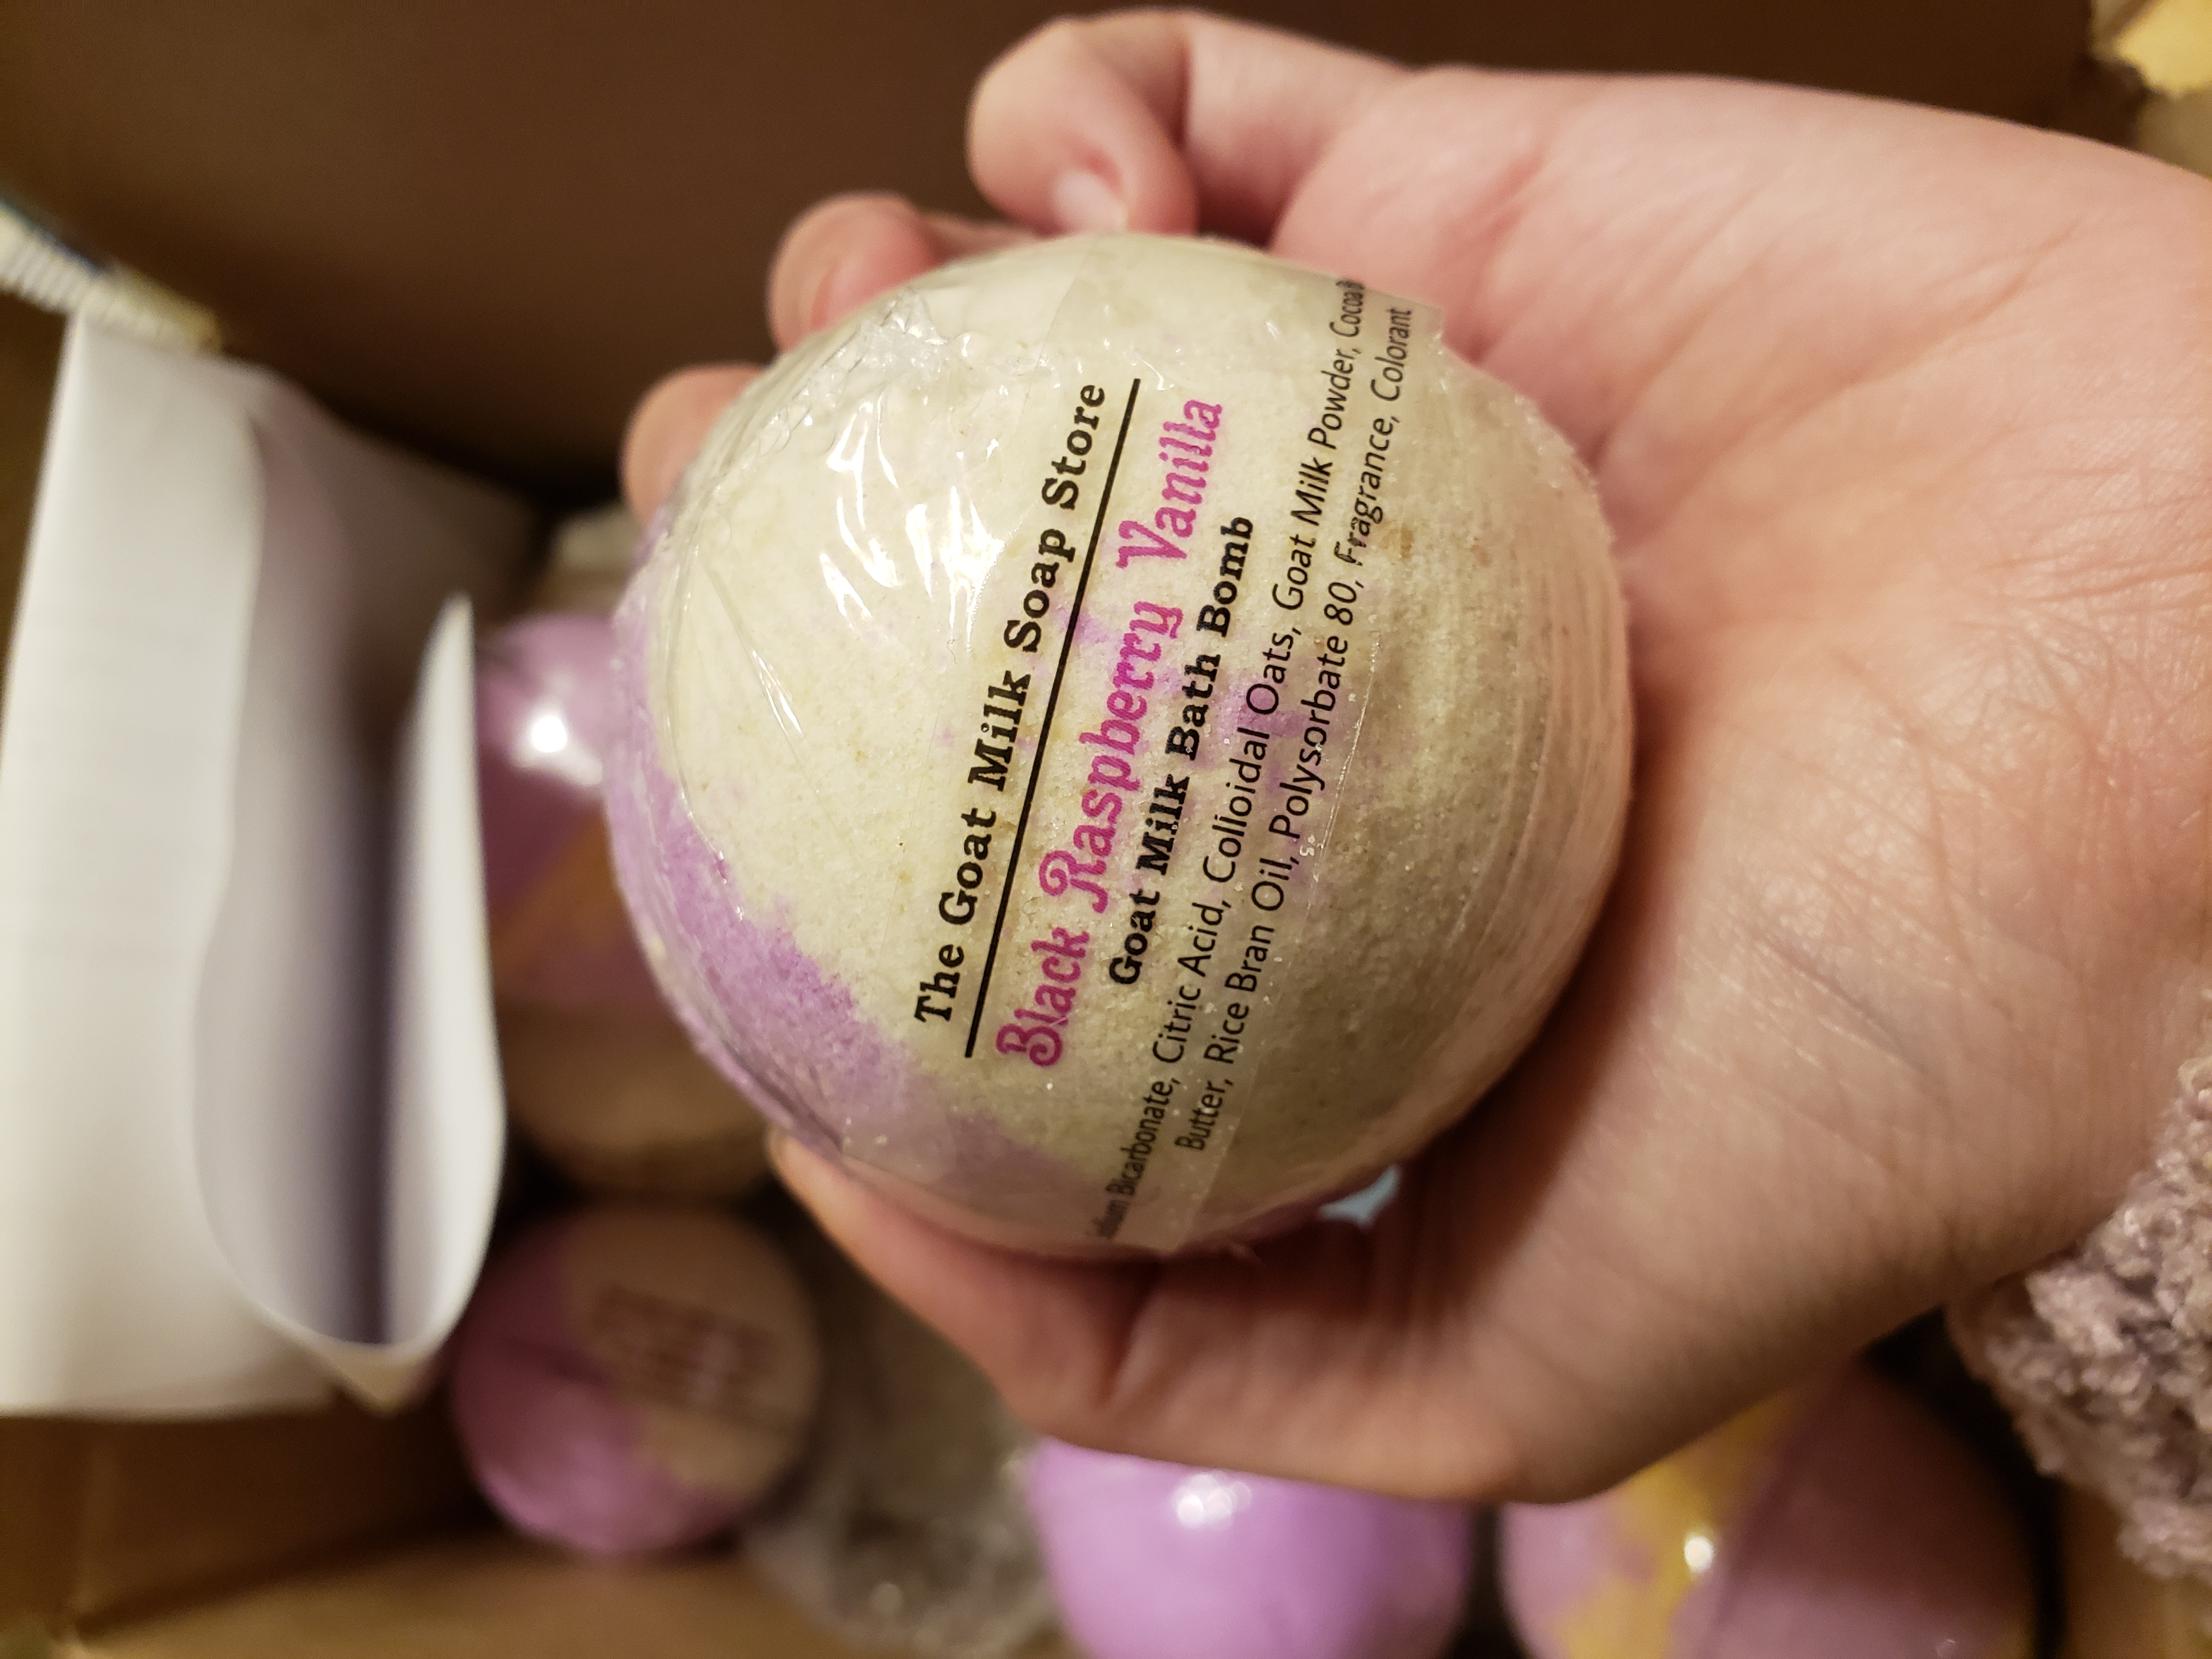 The Goat Milk Soap Store
Black Raspberry Vanilla
Goat Milk Bath Bomb
Sodium Bicarbonate, Citric Acid, Colloidal Oats, Goat Milk Powder, Cocoa
Butter, Rice Bran Oil, Polysorbate 80, Fragrance, Colorant